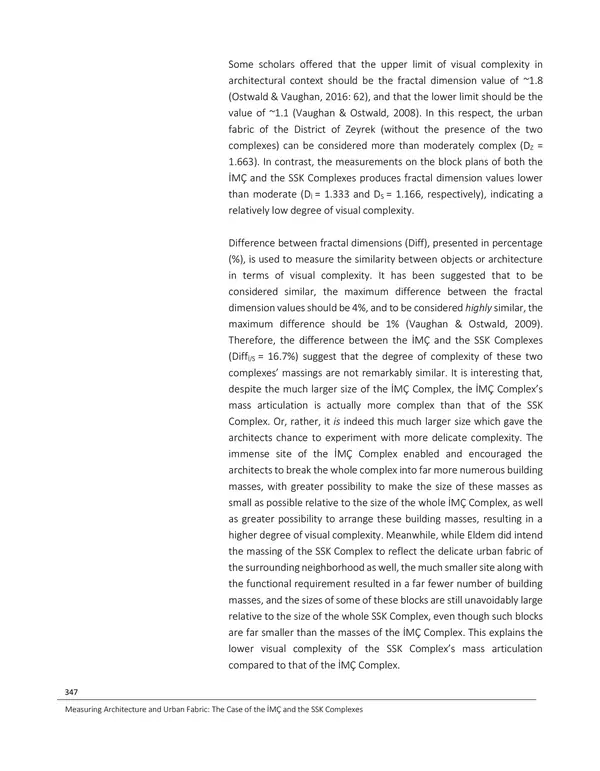 Some scholars offered that the upper limit of visual complexity in
architectural context should be the fractal dimension value of ~1.8
(Ostwald & Vaughan, 2016: 62), and that the lower limit should be the
value of ~1.1 (Vaughan & Ostwald, 2008). In this respect, the urban
fabric of the District of Zeyrek (without the presence of the two
complexes) can be considered more than moderately complex (DZ =
1.663). In contrast, the measurements on the block plans of both the
İMÇ and the SSK Complexes produces fractal dimension values lower
than moderate (Dİ = 1.333 and DS = 1.166, respectively), indicating a
relatively low degree of visual complexity.
Difference between fractal dimensions (Diff), presented in percentage
(%), is used to measure the similarity between objects or architecture
in terms of visual complexity. It has been suggested that to be
considered similar, the maximum difference between the fractal
dimension values should be 4%, and to be considered highly similar, the
maximum difference should be 1% (Vaughan & Ostwald, 2009).
Therefore, the difference between the İMÇ and the SSK Complexes
(Diffİ/S = 16.7%) suggest that the degree of complexity of these two
complexes’ massings are not remarkably similar. It is interesting that,
despite the much larger size of the İMÇ Complex, the İMÇ Complex’s
mass articulation is actually more complex than that of the SSK
Complex. Or, rather, it is indeed this much larger size which gave the
architects chance to experiment with more delicate complexity. The
immense site of the İMÇ Complex enabled and encouraged the
architects to break the whole complex into far more numerous building
masses, with greater possibility to make the size of these masses as
small as possible relative to the size of the whole İMÇ Complex, as well
as greater possibility to arrange these building masses, resulting in a
higher degree of visual complexity. Meanwhile, while Eldem did intend
the massing of the SSK Complex to reflect the delicate urban fabric of
the surrounding neighborhood as well, the much smaller site along with
the functional requirement resulted in a far fewer number of building
masses, and the sizes of some of these blocks are still unavoidably large
relative to the size of the whole SSK Complex, even though such blocks
are far smaller than the masses of the İMÇ Complex. This explains the
lower visual complexity of the SSK Complex’s mass articulation
compared to that of the İMÇ Complex.
347
Measuring Architecture and Urban Fabric: The Case of the İMÇ and the SSK Complexes